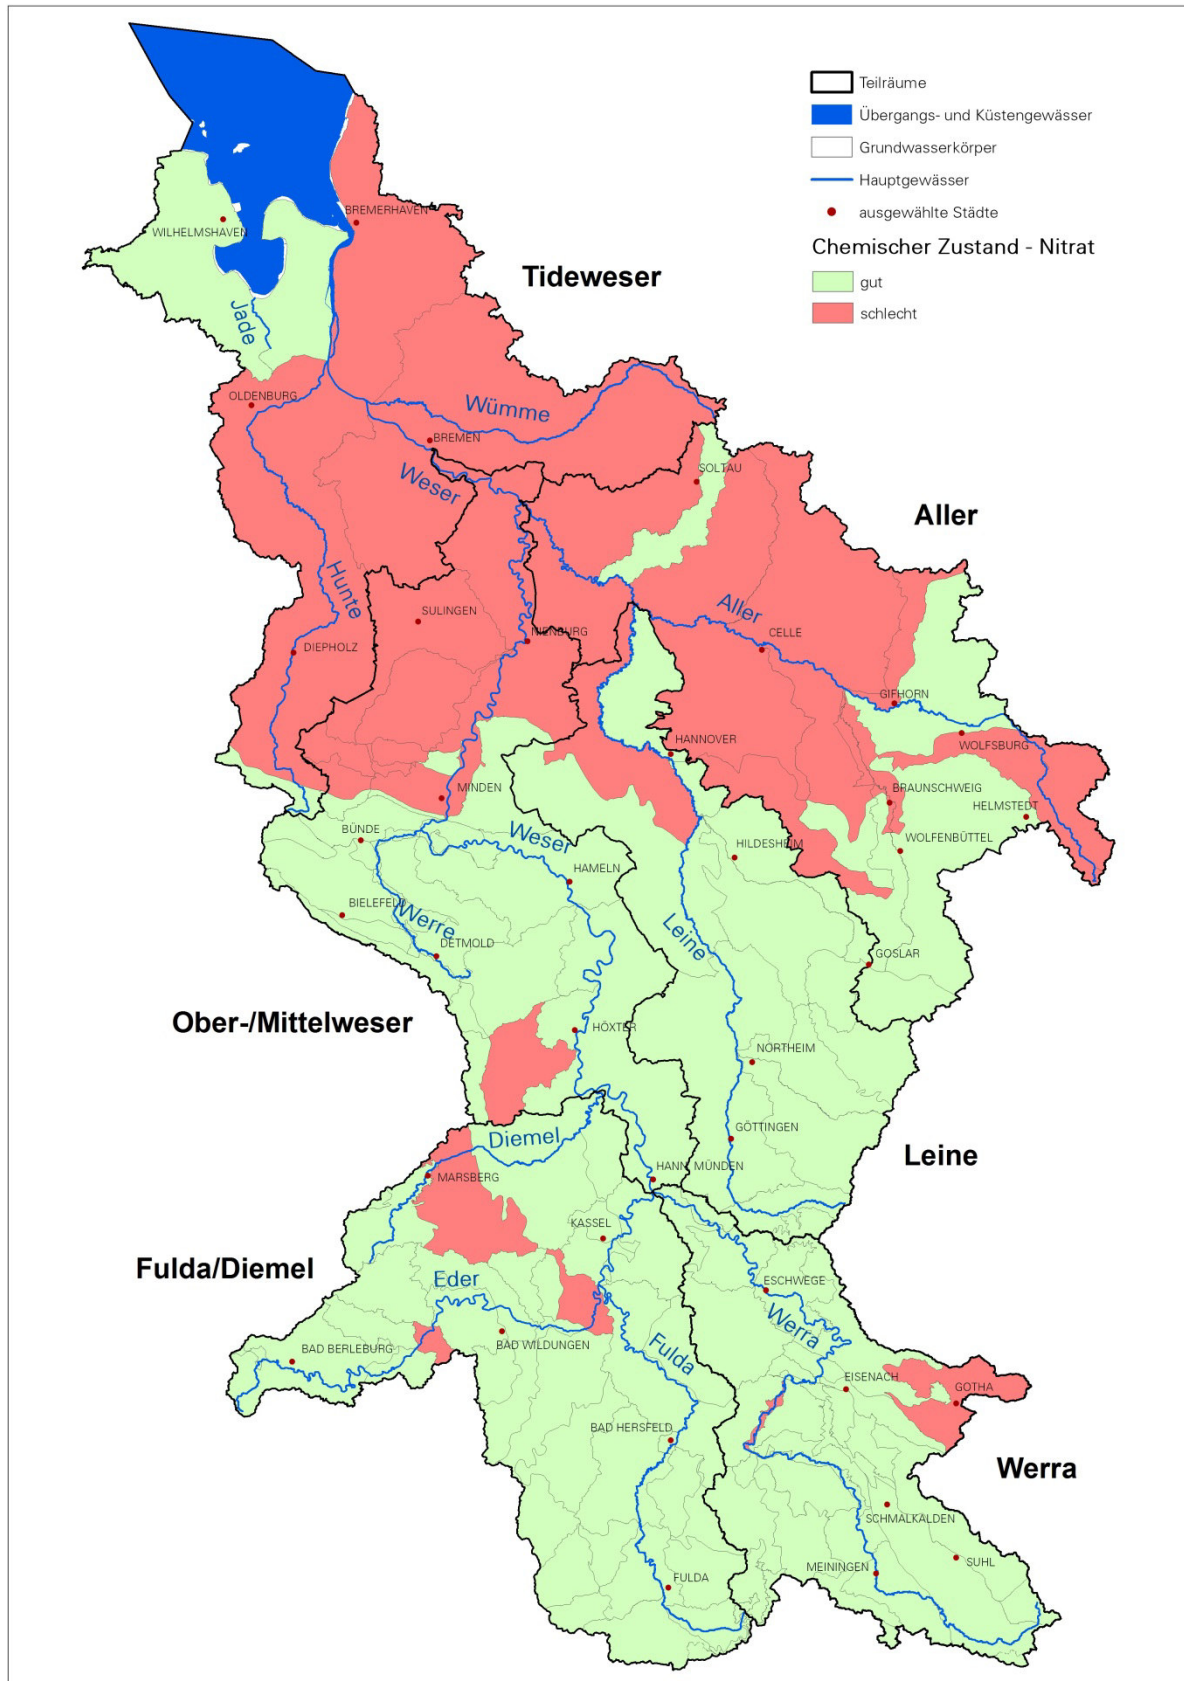 Teilräume
Übergangs- und Küstengewässer
Grundwasserkörper
Hauptgewässer
ausgewählte Städte
Chemischer Zustand - Nitrat
gut
schlecht
BREMERHAVEN
WILHELMSHAVEN
Tideweser
Jade
OLDENBURG
Wümme
BREMEN
Weser
SOLTAU
Aller
Hunte
SULINGEN
Aller
NIENBURG
CELLE
DIEPHOLZ
GIFHORN
HANNOVER
WOLFSBURG
MINDEN
BRAUNSCHWEIG
HELMSTEDT
BÜNDE
Weser
WOLFENBÜTTEL
HILDESHEIM
HAMELN
BIELEFELD
Werre
Leine
DETMOLD
GOSLAR
Ober-/Mittelweser
HÖXTER
NORTHEIM
Diemel
GÖTTINGEN
Leine
HANN. MÜNDEN
MARSBERG
KASSEL
Fulda/Diemel
Eder
ESCHWEGE
Werra
BAD BERLEBURG
BAD WILDUNGEN
Fulda
EISENACH
GOTHA
BAD HERSFELD
Werra
SCHMALKALDEN
SUHL
MEININGEN
FULDA